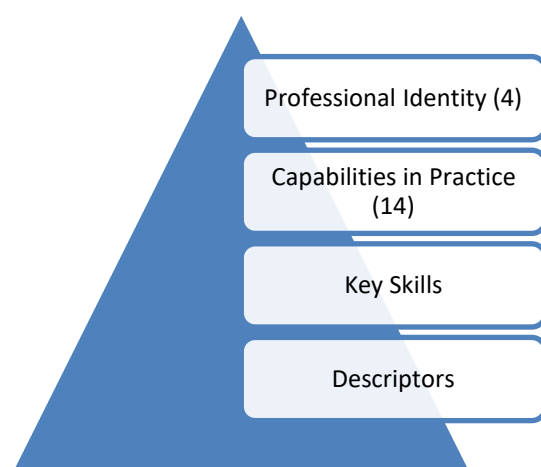 Professional Identity (4)
Capabilities in Practice
(14)
Key Skills
Descriptors